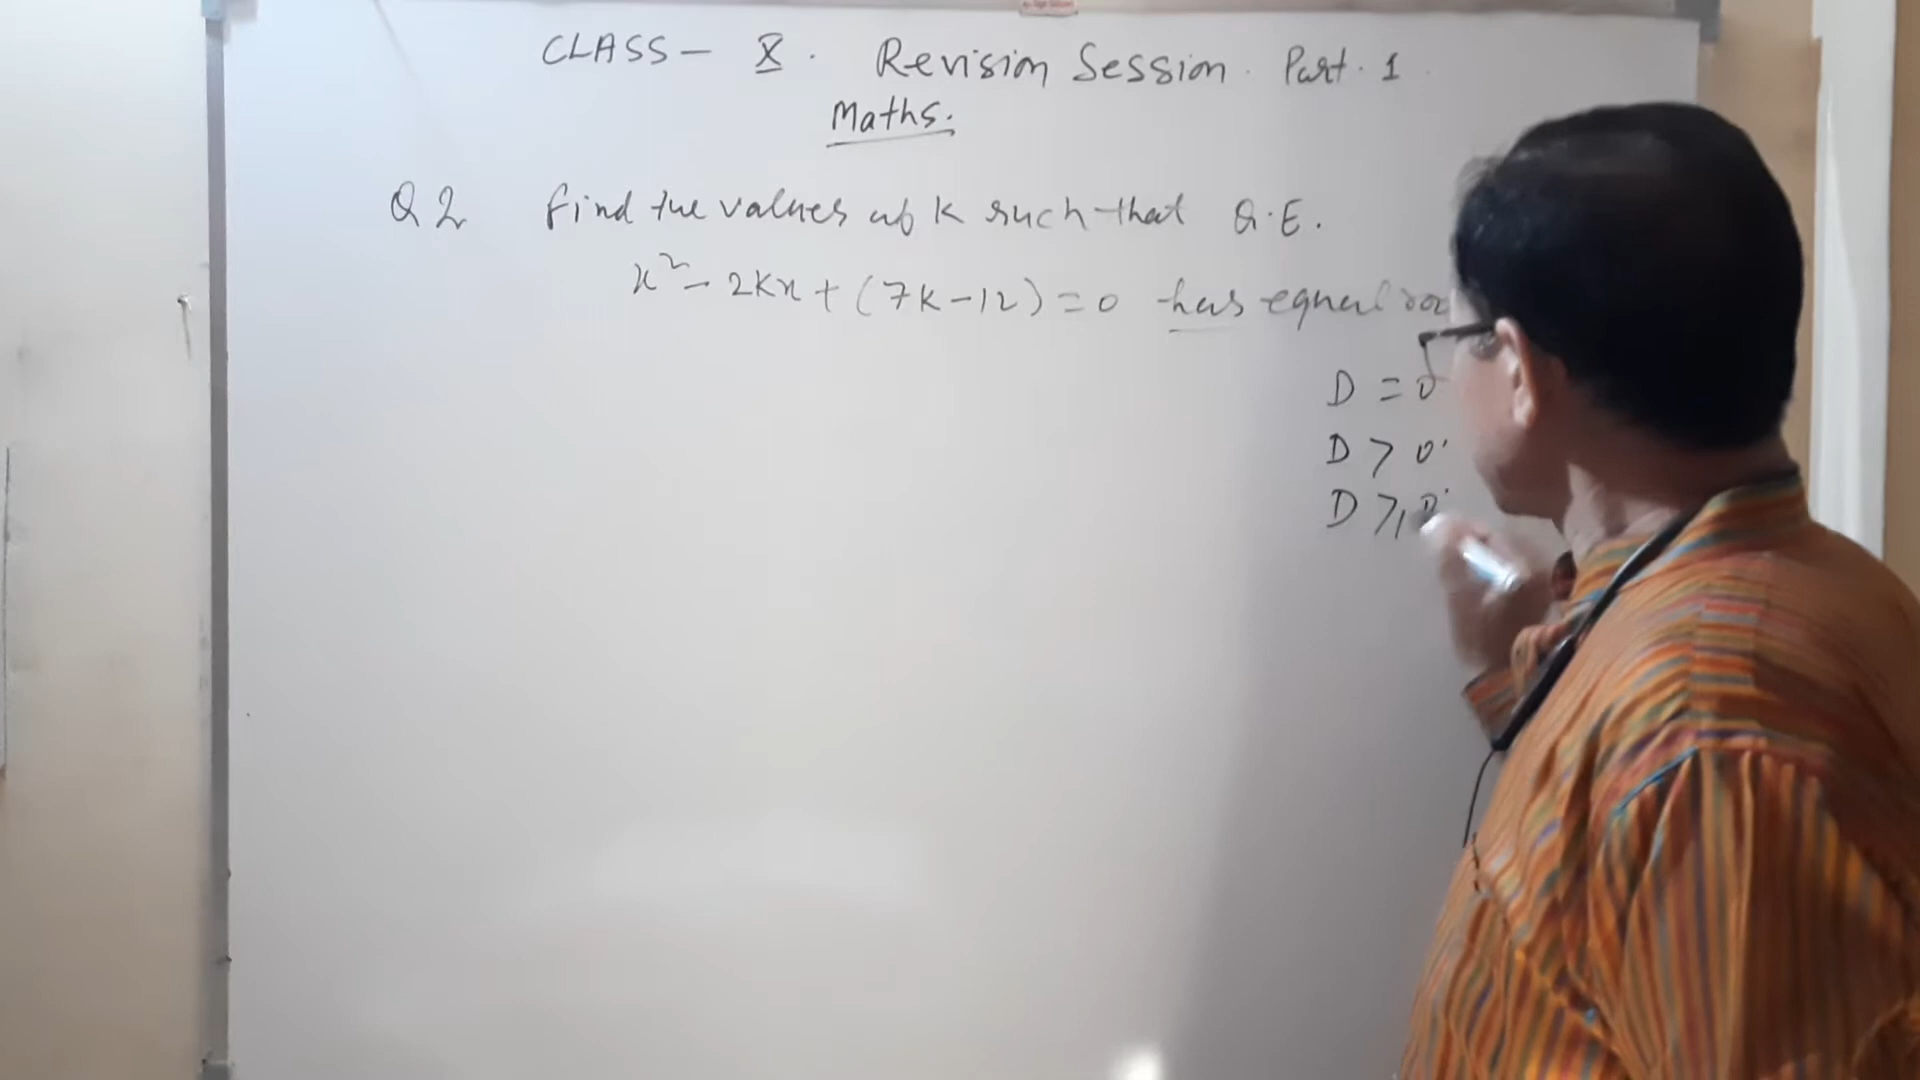 CLASS - X. Revision Session. Part. 1
Maths.
Q 2 find the values of K such that Q.E.
x² - 2Kx + (7K - 12) = 0 has equal
D = 0
D > 0
D ⩾ 0